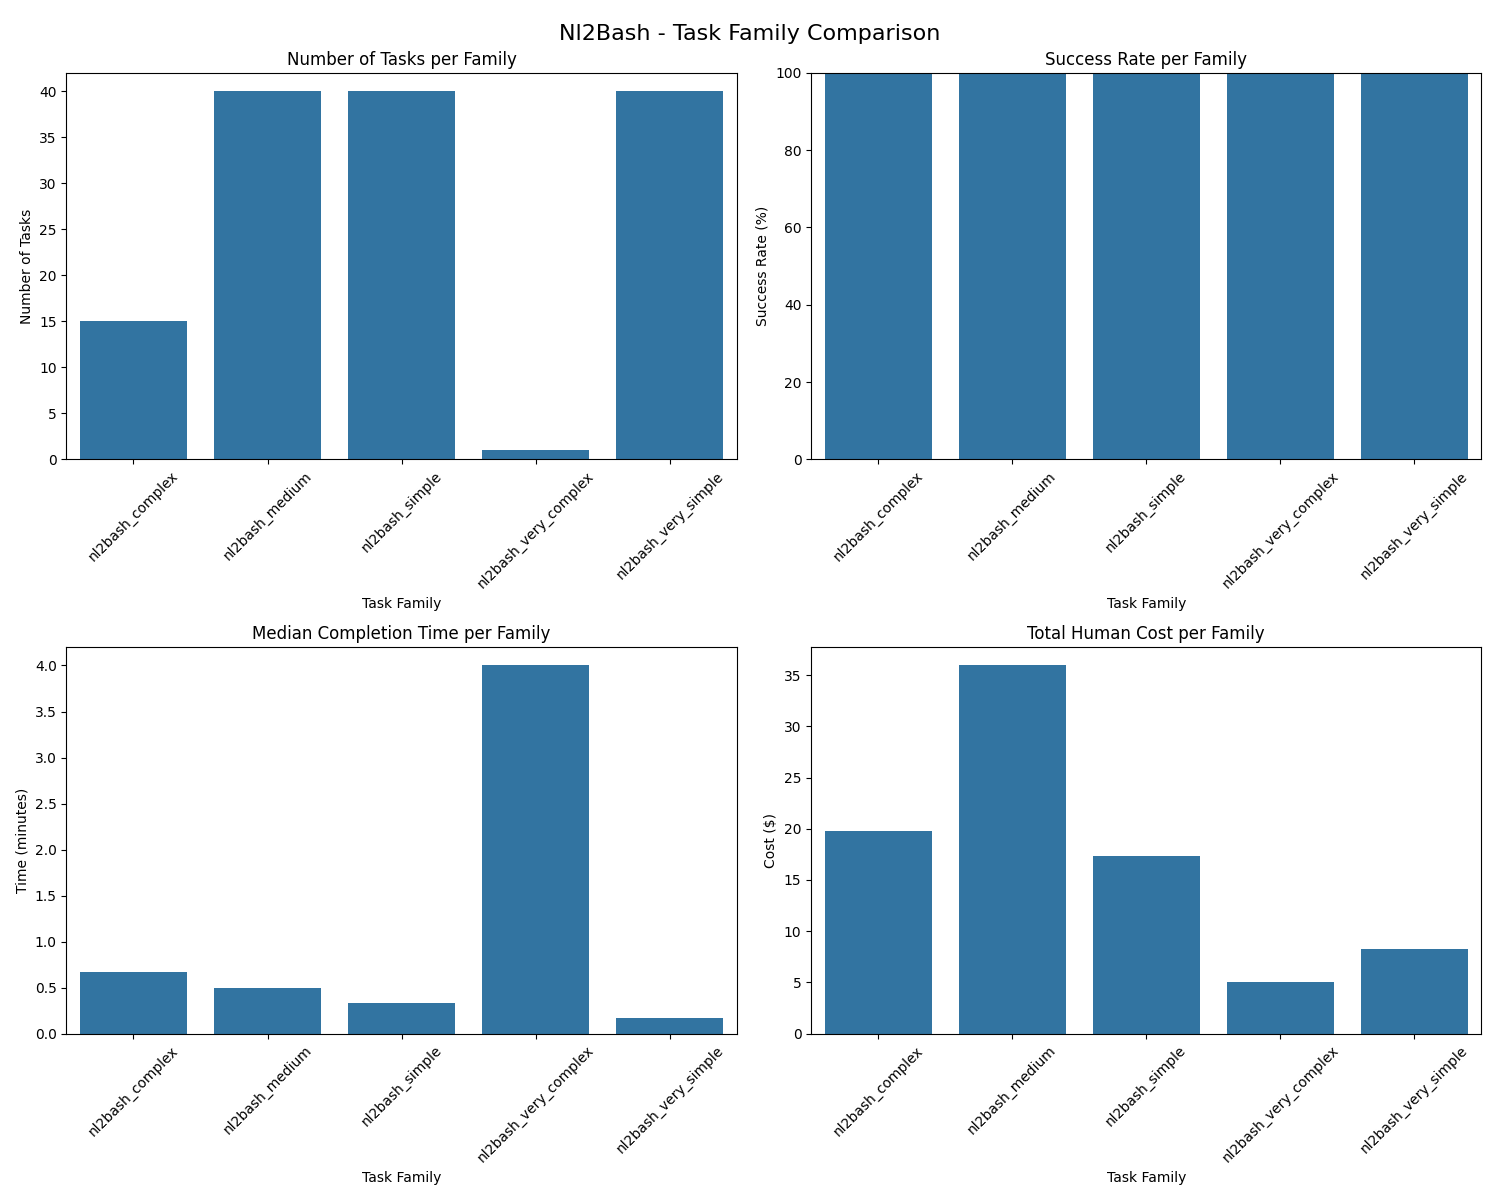 Nl2Bash - Task Family Comparison
Number of Tasks per Family
Number of Tasks
40
35
30
25
20
15
10
5
0
nl2bash_complex
nl2bash_medium
nl2bash_simple
nl2bash_very_complex
nl2bash_very_simple
Task Family
Success Rate per Family
Success Rate (%)
100
80
60
40
20
0
nl2bash_complex
nl2bash_medium
nl2bash_simple
nl2bash_very_complex
nl2bash_very_simple
Task Family
Median Completion Time per Family
Time (minutes)
4.0
3.5
3.0
2.5
2.0
1.5
1.0
0.5
0.0
nl2bash_complex
nl2bash_medium
nl2bash_simple
nl2bash_very_complex
nl2bash_very_simple
Task Family
Total Human Cost per Family
Cost ($)
35
30
25
20
15
10
5
0
nl2bash_complex
nl2bash_medium
nl2bash_simple
nl2bash_very_complex
nl2bash_very_simple
Task Family